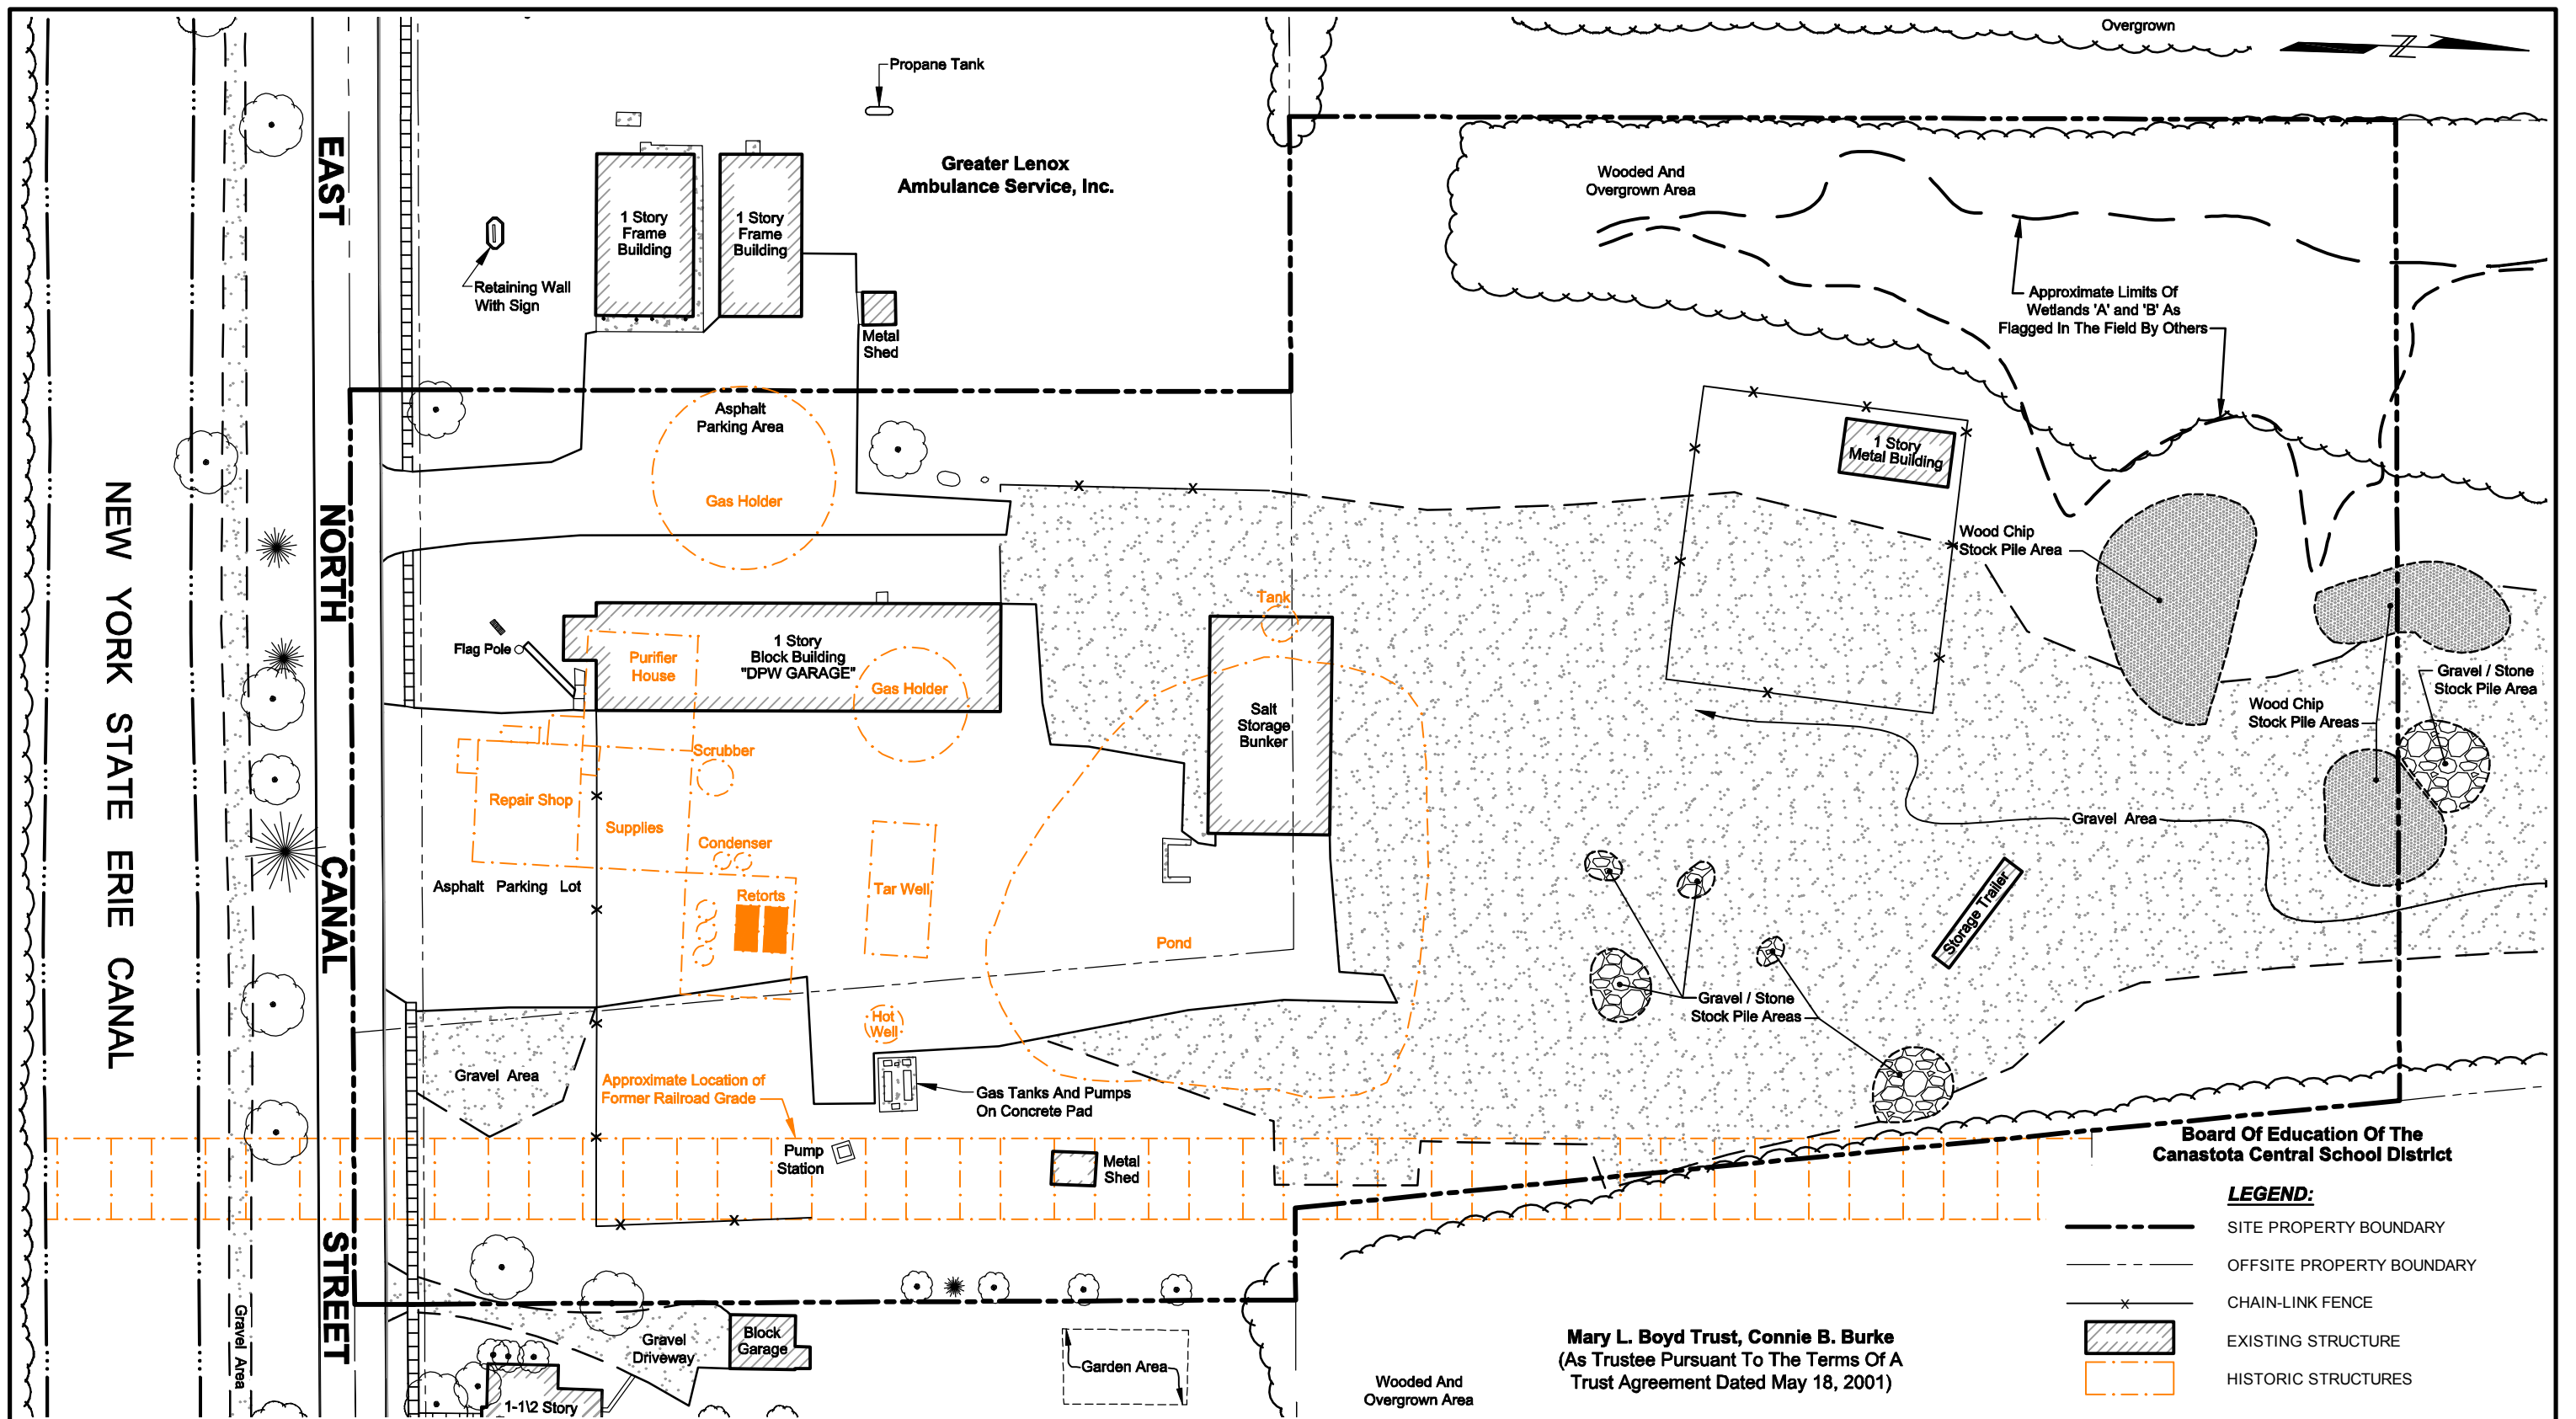 Overgrown
Z
Propane Tank
Greater Lenox
Ambulance Service, Inc.
EAST
NORTH
CANAL
STREET
NEW YORK STATE ERIE CANAL
1 Story
Frame
Building
1 Story
Frame
Building
Retaining Wall
With Sign
Metal
Shed
Wooded And
Overgrown Area
Approximate Limits Of
Wetlands 'A' and 'B' As
Flagged In The Field By Others
Asphalt
Parking Area
Gas Holder
1 Story
Metal Building
Wood Chip
Stock Pile Area
Tank
Flag Pole
Purifier
House
1 Story
Block Building
"DPW GARAGE"
Gas Holder
Salt
Storage
Bunker
Gravel / Stone
Stock Pile Area
Wood Chip
Stock Pile Areas
Scrubber
Repair Shop
Supplies
Condenser
Gravel Area
Asphalt Parking Lot
Retorts
Tar Well
Storage Trailer
Pond
Gravel / Stone
Stock Pile Areas
Hot
Well
Gravel Area
Approximate Location of
Former Railroad Grade
Gas Tanks And Pumps
On Concrete Pad
Pump
Station
Metal
Shed
Board Of Education Of The
Canastota Central School District
LEGEND:
SITE PROPERTY BOUNDARY
OFFSITE PROPERTY BOUNDARY
CHAIN-LINK FENCE
EXISTING STRUCTURE
HISTORIC STRUCTURES
Gravel Area
Gravel
Driveway
Block
Garage
Garden Area
1-1\2 Story
Wooded And
Overgrown Area
Mary L. Boyd Trust, Connie B. Burke
(As Trustee Pursuant To The Terms Of A
Trust Agreement Dated May 18, 2001)